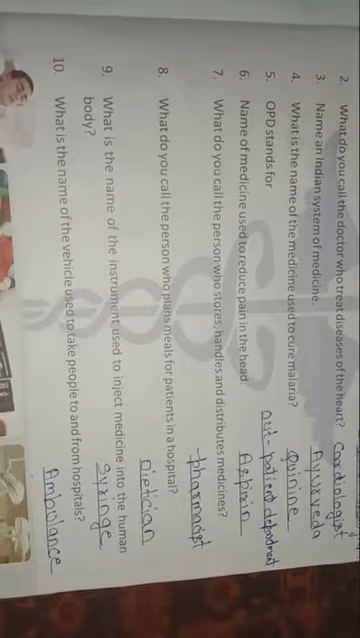 2. What do you call the doctor who treat diseases of the heart? Cardiologist
3. Name an Indian system of medicine. Ayurveda
4. What is the name of the medicine used to cure malaria? Quinine
5. OPD stands for out-patient department
6. Name of medicine used to reduce pain in the head. Aspirin
7. What do you call the person who stores, handles and distributes medicines?
pharmacist
8. What do you call the person who plans meals for patients in a hospital?
Dietician
9. What is the name of the instrument used to inject medicine into the human
body? Syringe
10. What is the name of the vehicle used to take people to and from hospitals?
Ambulance